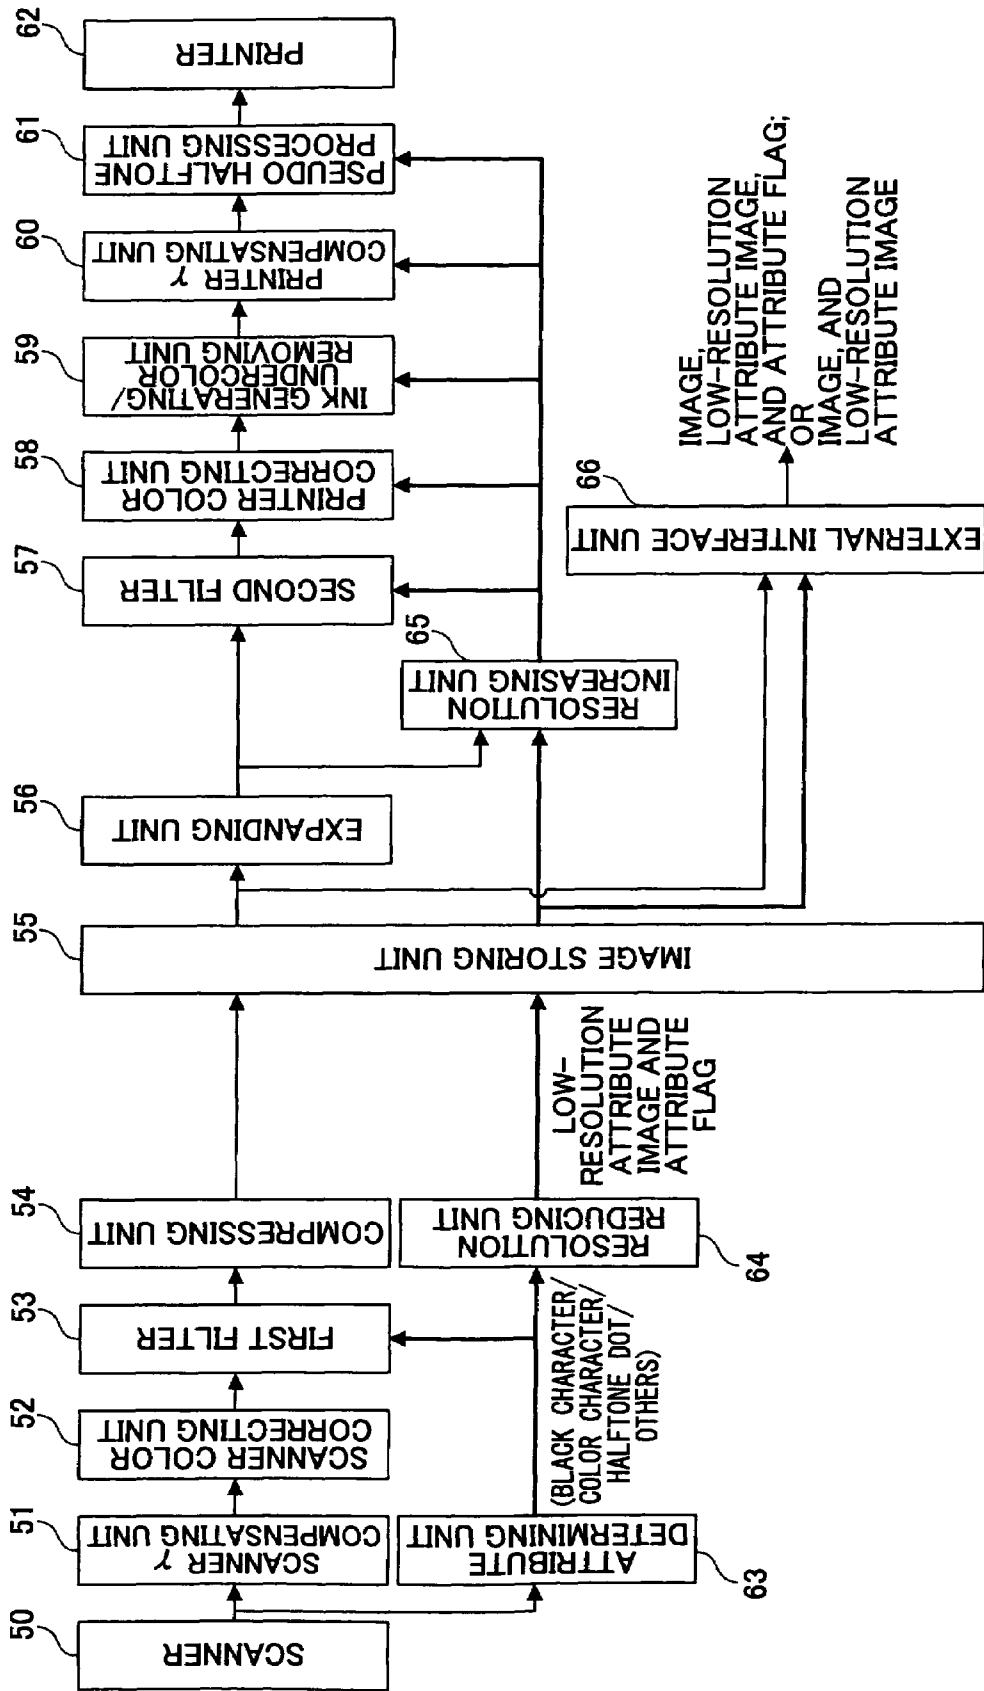 50
SCANNER
51
SCANNER γ
COMPENSATING UNIT
52
SCANNER COLOR
CORRECTING UNIT
53
FIRST FILTER
54
COMPRESSING UNIT
63
ATTRIBUTE
DETERMINING UNIT
(BLACK CHARACTER/
COLOR CHARACTER/
HALFTONE DOT/
OTHERS)
64
RESOLUTION
REDUCING UNIT
LOW-
RESOLUTION
ATTRIBUTE
IMAGE AND
ATTRIBUTE
FLAG
55
IMAGE STORING UNIT
56
EXPANDING UNIT
65
RESOLUTION
INCREASING UNIT
57
SECOND FILTER
58
PRINTER COLOR
CORRECTING UNIT
59
INK GENERATING/
UNDERCOLOR
REMOVING UNIT
60
PRINTER γ
COMPENSATING UNIT
61
PSEUDO HALFTONE
PROCESSING UNIT
62
PRINTER
66
EXTERNAL INTERFACE UNIT
IMAGE,
LOW-RESOLUTION
ATTRIBUTE IMAGE,
AND ATTRIBUTE FLAG;
OR
IMAGE, AND
LOW-RESOLUTION
ATTRIBUTE IMAGE